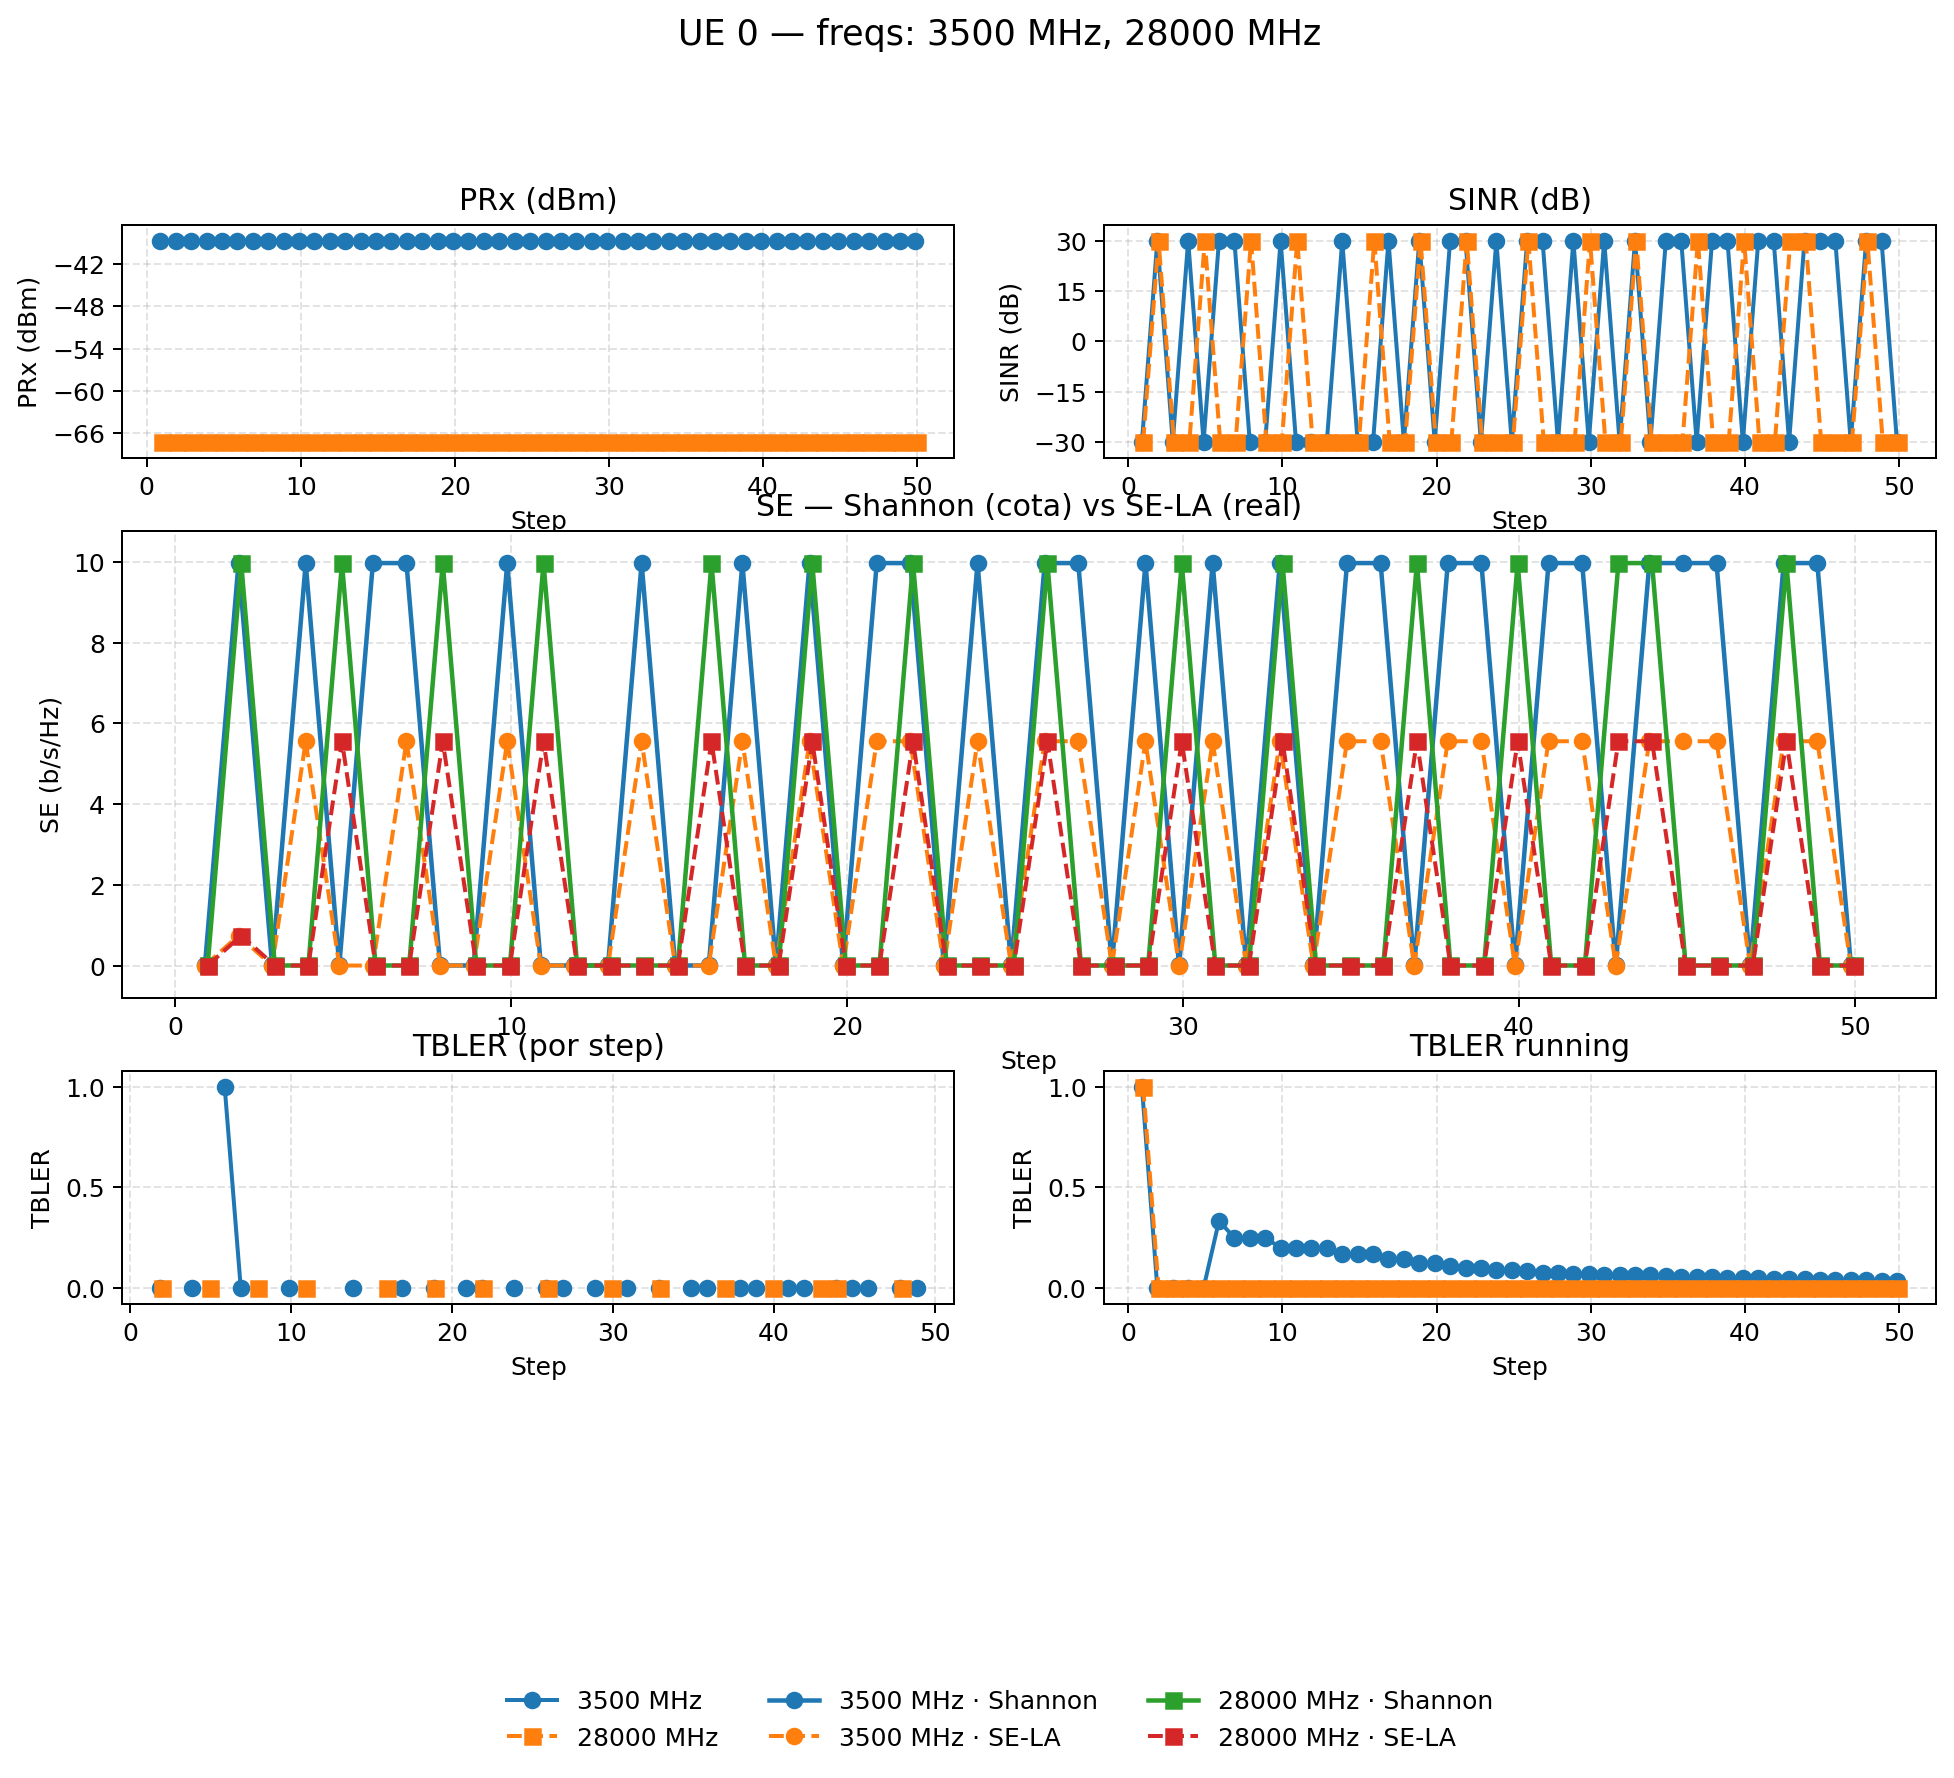 UE 0 — freqs: 3500 MHz, 28000 MHz
PRx (dBm)
PRx (dBm)
−42
−48
−54
−60
−66
0 10 20 30 40 50
Step
SINR (dB)
SINR (dB)
30
15
0
−15
−30
0 10 20 30 40 50
Step
SE — Shannon (cota) vs SE-LA (real)
SE (b/s/Hz)
10
8
6
4
2
0
0 10 20 30 40 50
Step
TBLER (por step)
TBLER
1.0
0.5
0.0
0 10 20 30 40 50
Step
TBLER running
TBLER
1.0
0.5
0.0
0 10 20 30 40 50
Step
3500 MHz
28000 MHz
3500 MHz · Shannon
3500 MHz · SE-LA
28000 MHz · Shannon
28000 MHz · SE-LA